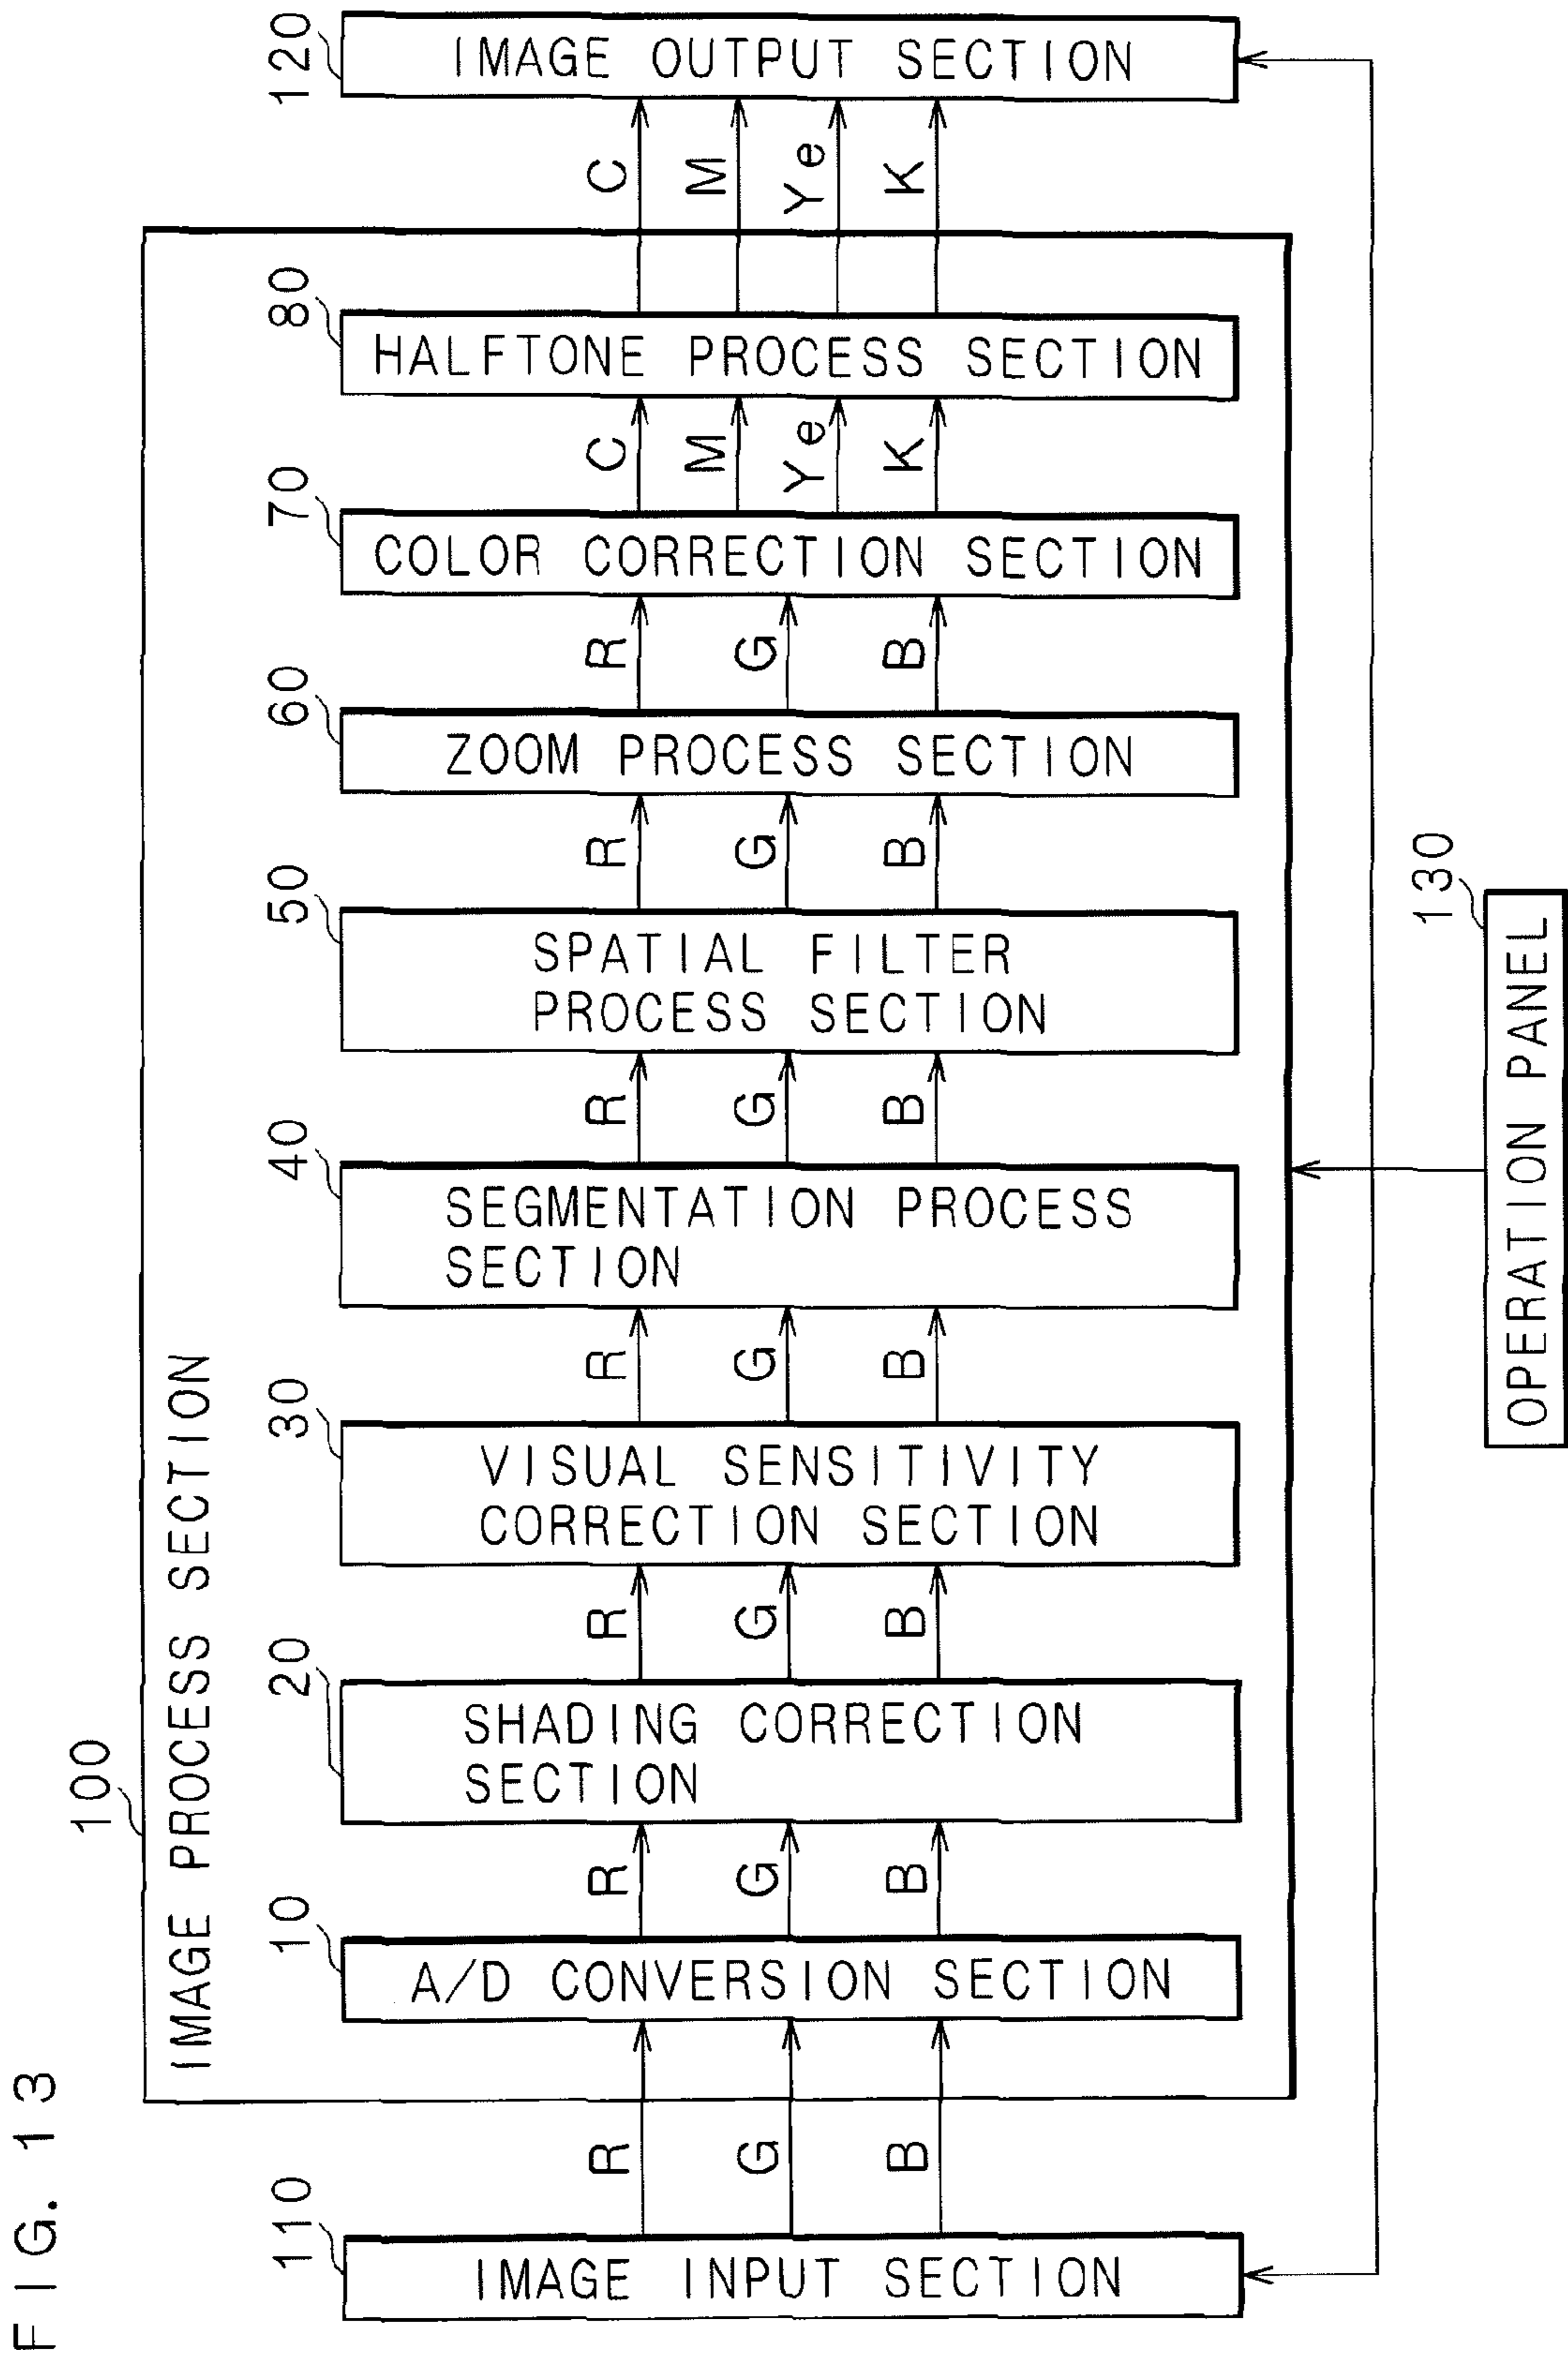 FIG. 13
100
IMAGE PROCESS SECTION
110
IMAGE INPUT SECTION
R
G
B
10
A/D CONVERSION SECTION
R
G
B
20
SHADING CORRECTION
SECTION
R
G
B
30
VISUAL SENSITIVITY
CORRECTION SECTION
R
G
B
40
SEGMENTATION PROCESS
SECTION
R
G
B
50
SPATIAL FILTER
PROCESS SECTION
R
G
B
60
ZOOM PROCESS SECTION
R
G
B
70
COLOR CORRECTION SECTION
C
M
Ye
K
80
HALFTONE PROCESS SECTION
C
M
Ye
K
120
IMAGE OUTPUT SECTION
130
OPERATION PANEL